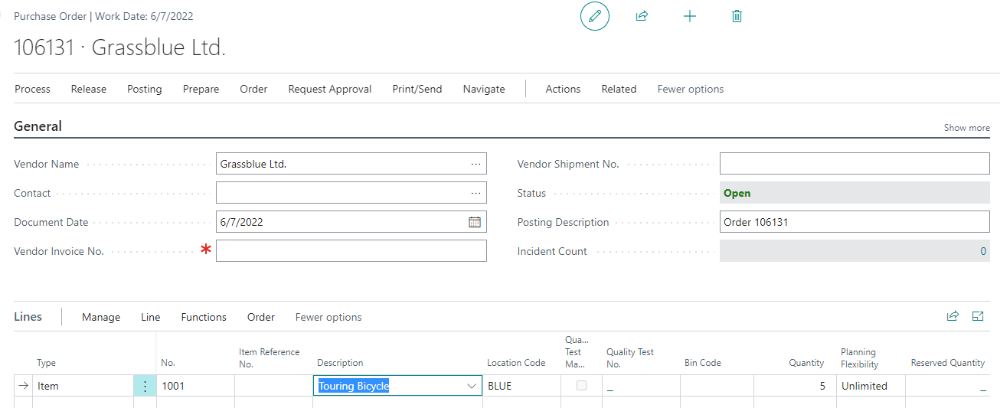 Purchase Order | Work Date: 6/7/2022
106131 · Grassblue Ltd.
Process Release Posting Prepare Order Request Approval Print/Send Navigate Actions Related Fewer options
General Show more
Vendor Name Grassblue Ltd. Vendor Shipment No.
Contact Status Open
Document Date 6/7/2022 Posting Description Order 106131
Vendor Invoice No. * Incident Count 0
Lines Manage Line Functions Order Fewer options
Type No. Item Reference No. Description Location Code Qua... Test Ma... Quality Test No. Bin Code Quantity Planning Flexibility Reserved Quantity
Item 1001 Touring Bicycle BLUE _ 5 Unlimited _